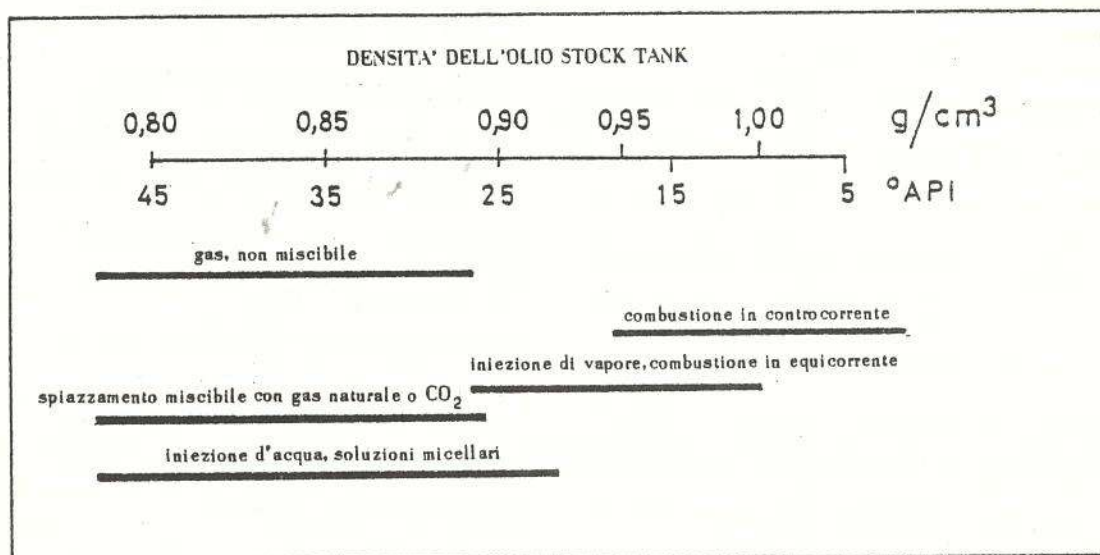 DENSITA' DELL'OLIO STOCK TANK
0,80 0,85 0,90 0,95 1,00 g/cm³
45 35 25 15 5 °API
gas, non miscibile
combustione in controcorrente
iniezione di vapore, combustione in equicorrente
spiazzamento miscibile con gas naturale o CO₂
iniezione d'acqua, soluzioni micellari